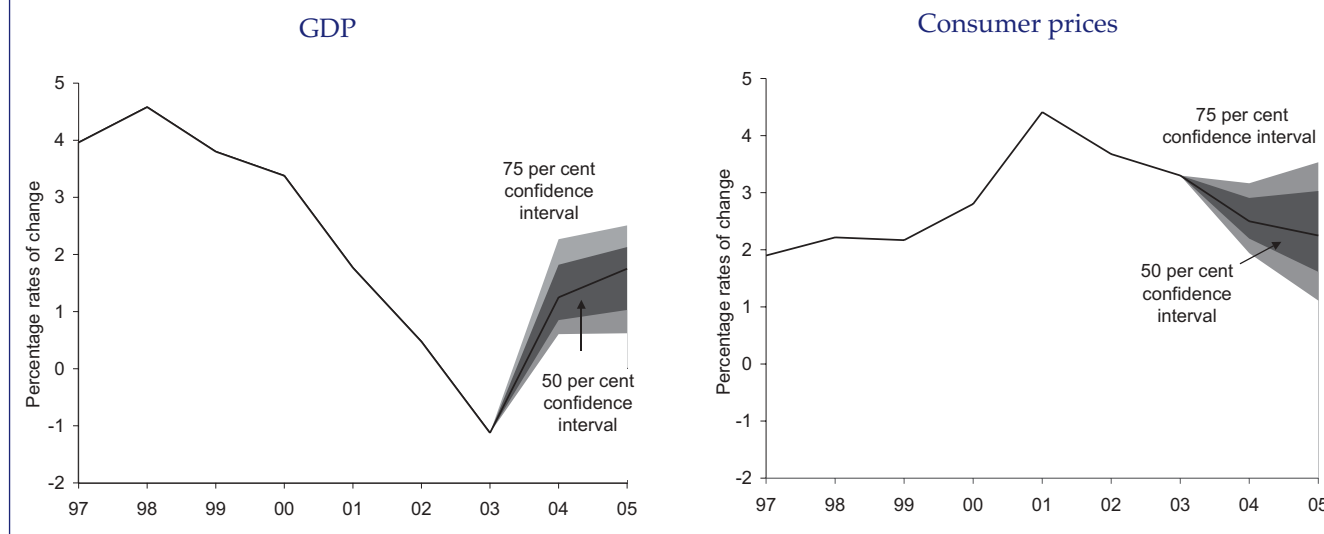 GDP
Percentage rates of change
5
4
3
2
1
0
-1
-2
97 98 99 00 01 02 03 04 05
75 per cent
confidence
interval
50 per cent
confidence
interval
Consumer prices
Percentage rates of change
5
4
3
2
1
0
-1
-2
97 98 99 00 01 02 03 04 05
75 per cent
confidence interval
50 per cent
confidence
interval